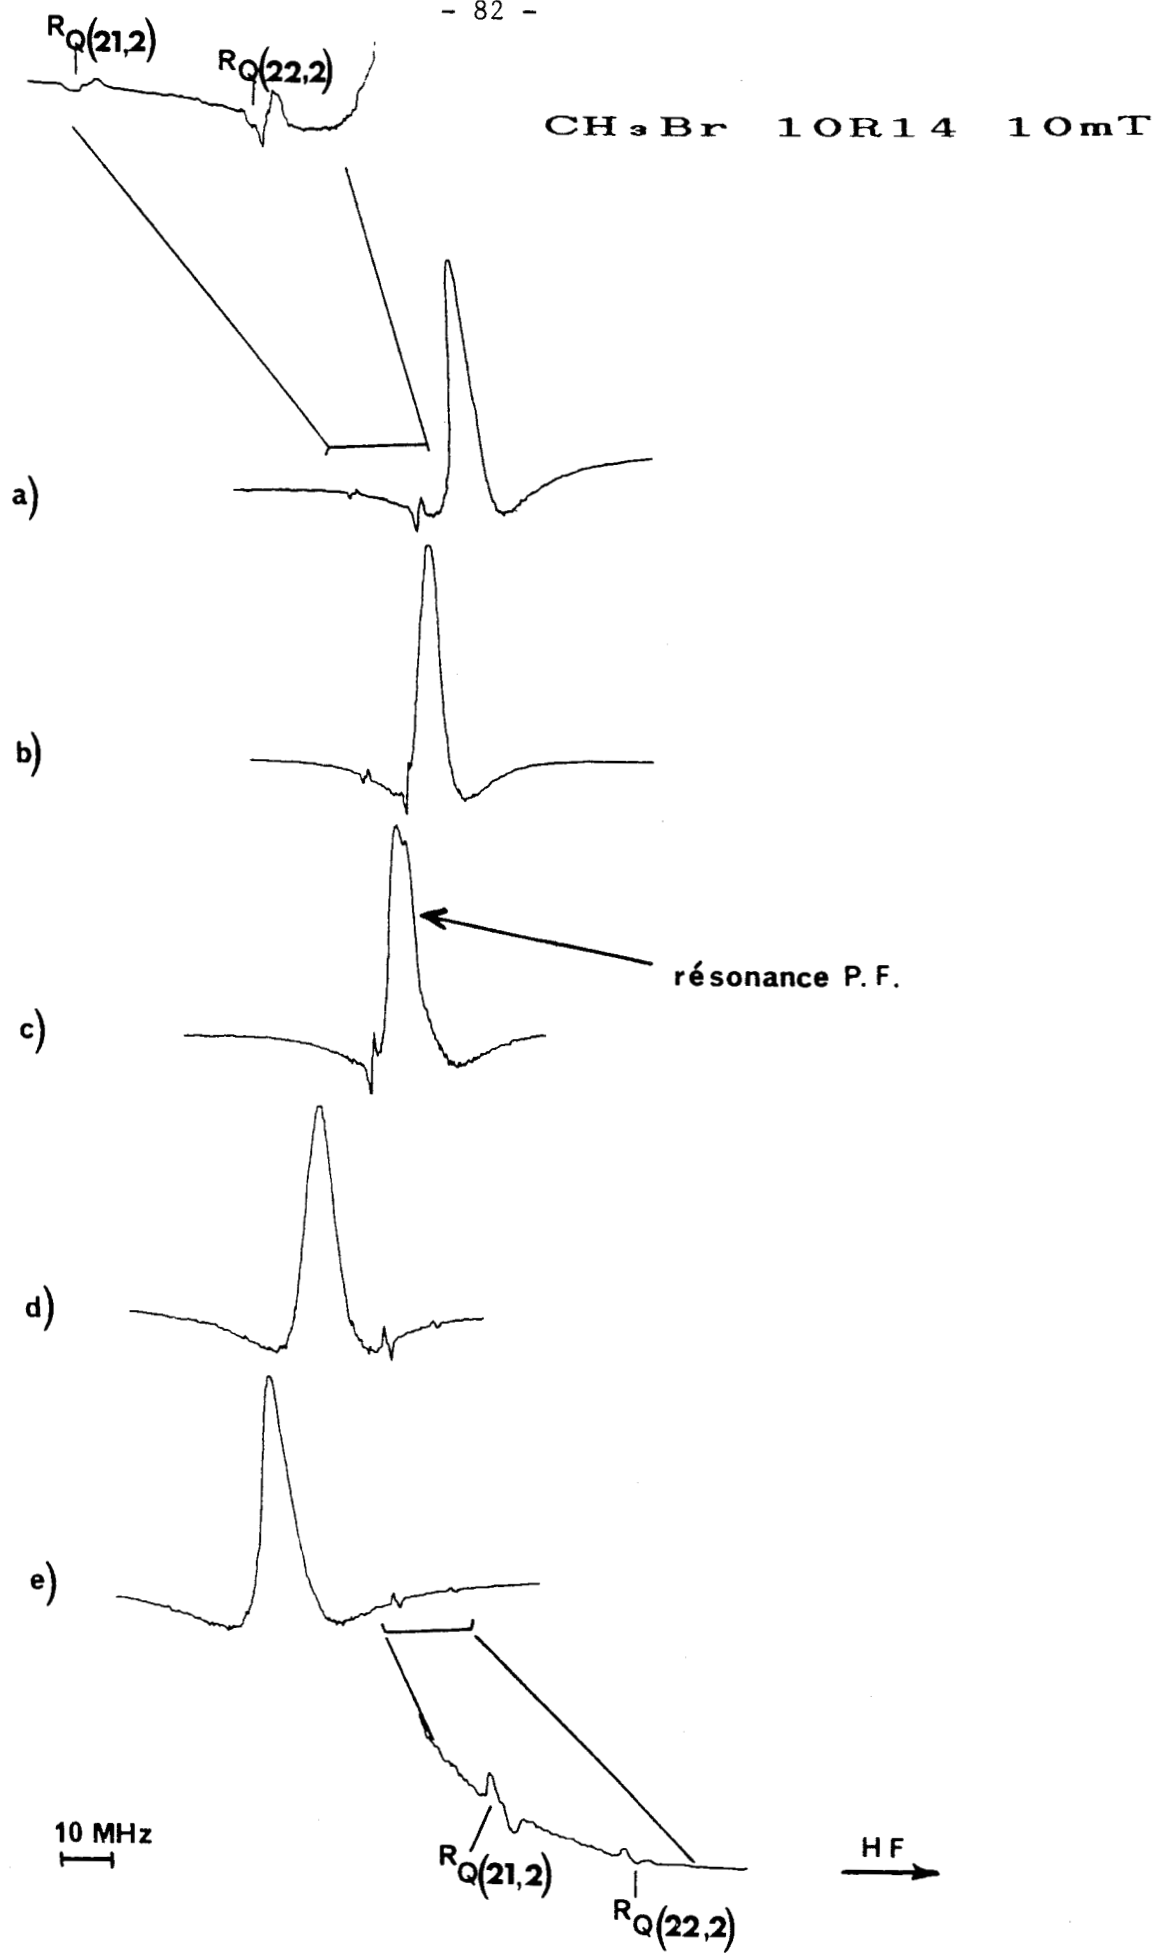 - 82 -
RQ(21,2)
RQ(22,2)
CH₃Br 10R14 10mT
a)
b)
c)
résonance P.F.
d)
e)
10 MHz
RQ(21,2)
RQ(22,2)
HF